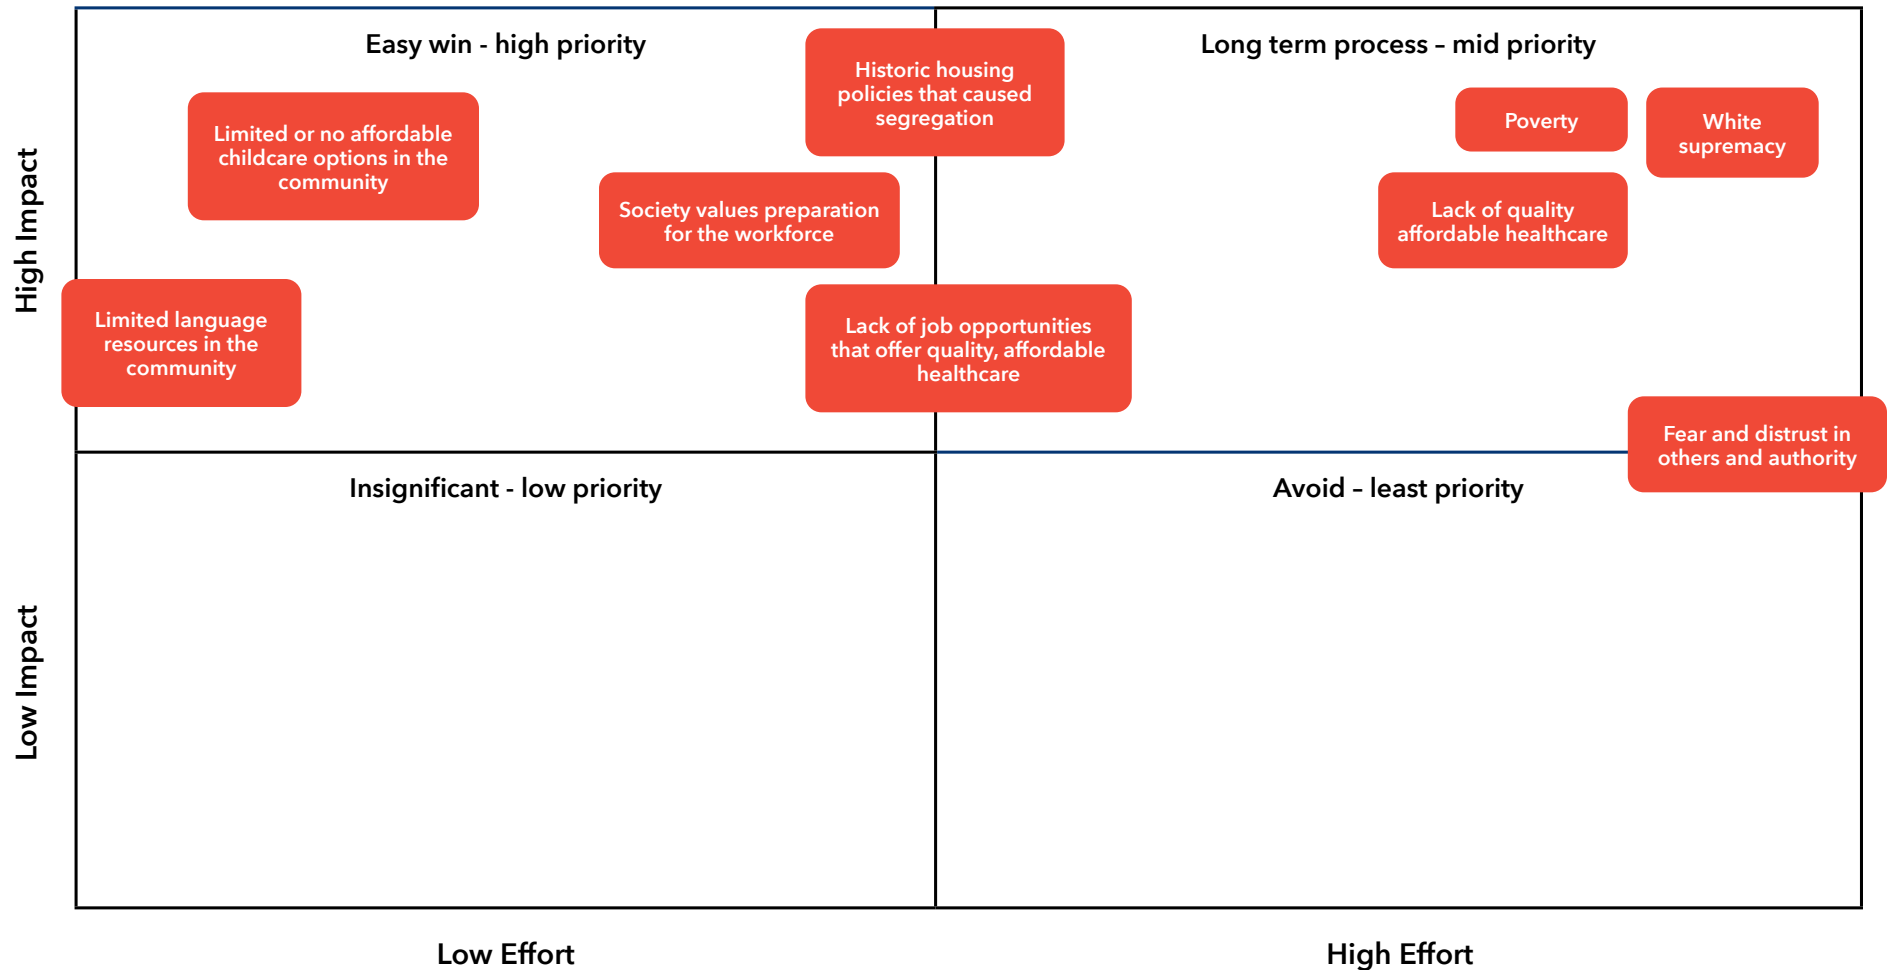 Easy win - high priority
Long term process – mid priority
Historic housing
policies that caused
segregation
Limited or no affordable
childcare options in the
community
Poverty
White
supremacy
Society values preparation
for the workforce
Lack of quality
affordable healthcare
High Impact
Limited language
resources in the
community
Lack of job opportunities
that offer quality, affordable
healthcare
Fear and distrust in
others and authority
Insignificant - low priority
Avoid – least priority
Low Impact
Low Effort
High Effort